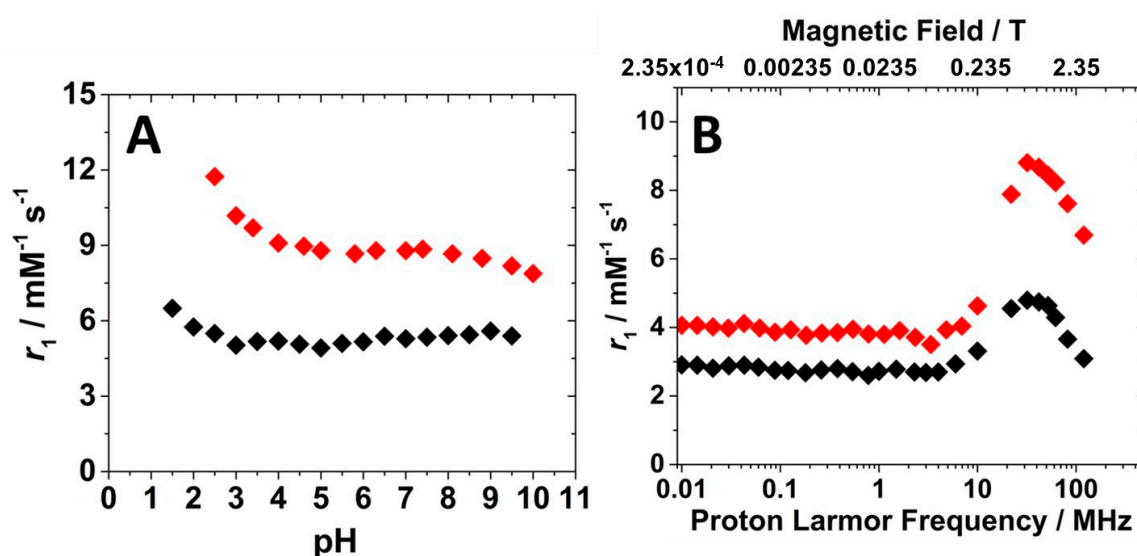 A
r₁ / mM⁻¹ s⁻¹
15
12
9
6
3
0
0 1 2 3 4 5 6 7 8 9 10 11
pH
Magnetic Field / T
2.35x10⁻⁴ 0.00235 0.0235 0.235 2.35
B
r₁ / mM⁻¹ s⁻¹
10
8
6
4
2
0
0.01 0.1 1 10 100
Proton Larmor Frequency / MHz